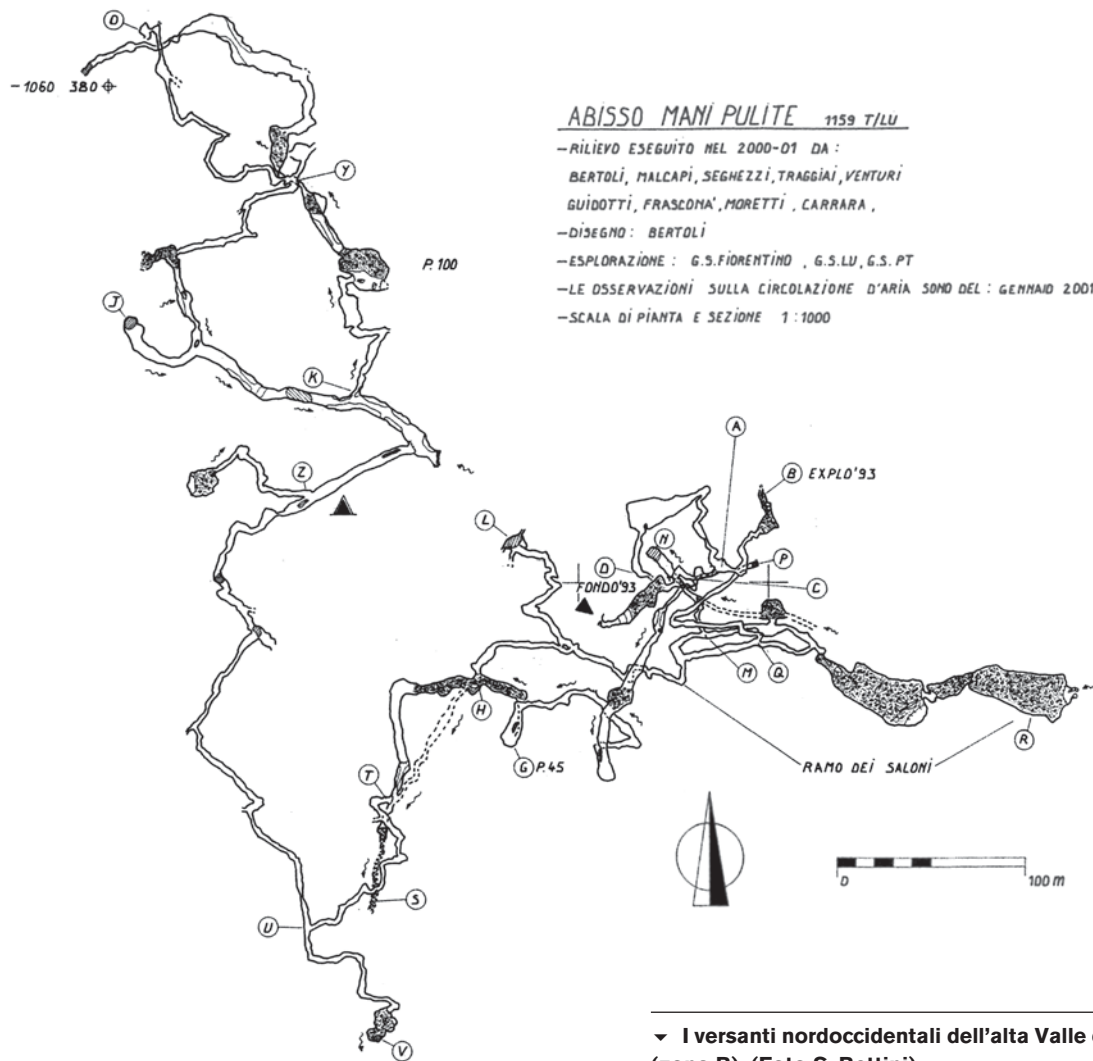 O
-1060 380
ABISSO MANI PULITE 1159 T/LU
-RILIEVO ESEGUITO NEL 2000-01 DA:
BERTOLI, MALCAPI, SEGHEZZI, TRAGGIAI, VENTURI
GUIDOTTI, FRASCONA', MORETTI, CARRARA,
-DISEGNO: BERTOLI
-ESPLORAZIONE: G.S.FIORENTINO, G.S.LU, G.S. PT
-LE OSSERVAZIONI SULLA CIRCOLAZIONE D'ARIA SONO DEL: GENNAIO 2001
-SCALA DI PIANTA E SEZIONE 1:1000
Y
P. 100
J
K
A
Z
B EXPLO'93
L
N
P
D
FONDO'93
C
M
Q
H
R
G P.45
RAMO DEI SALONI
T
0
100 m
S
U
V
I versanti nordoccidentali dell'alta Valle